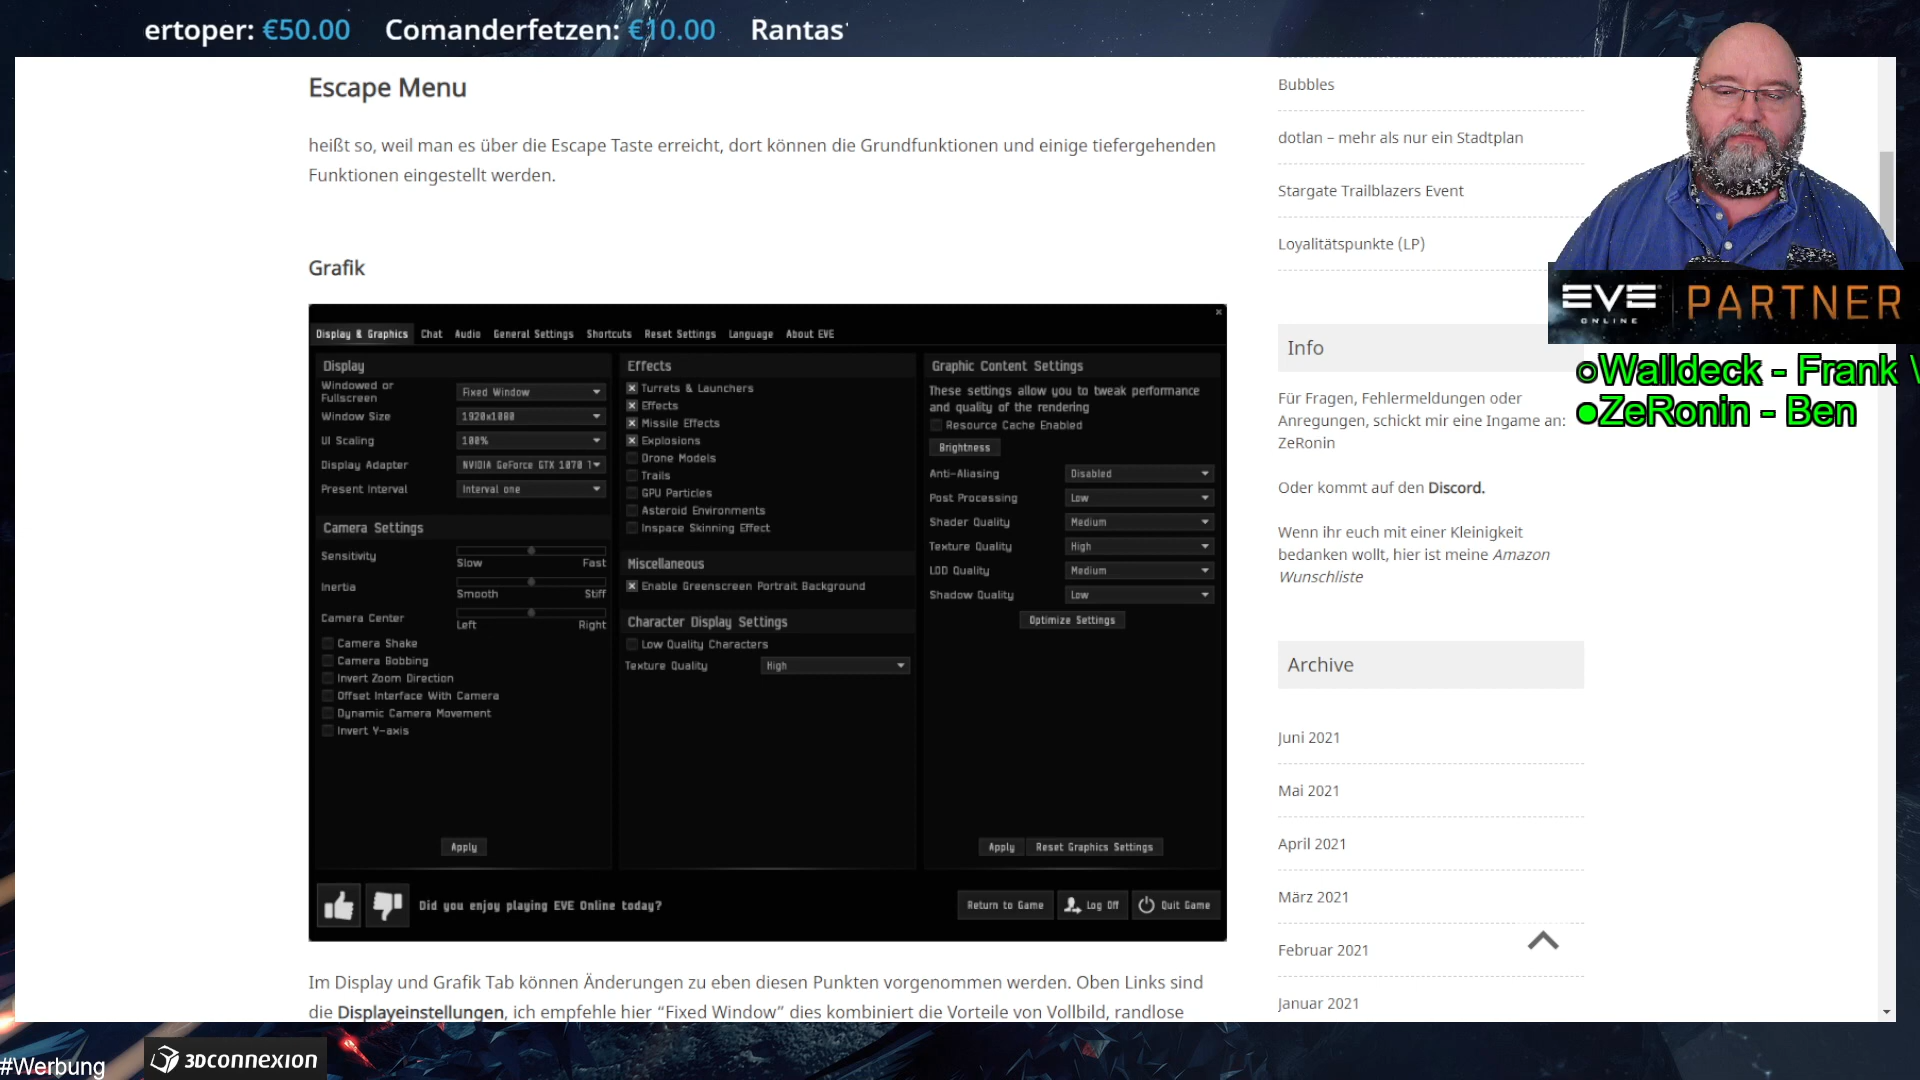 ertoper: €50.00 Comanderfetzen: €10.00 Rantas
Escape Menu
heißt so, weil man es über die Escape Taste erreicht, dort können die Grundfunktionen und einige tiefergehenden
Funktionen eingestellt werden.
Grafik
Display & Graphics Chat Audio General Settings Shortcuts Reset Settings Language About EVE
Display
Windowed or
Fullscreen
Fixed Window
Window Size 1920x1080
UI Scaling 100%
Display Adapter NVIDIA GeForce GTX 1070 T
Present Interval Interval one
Camera Settings
Sensitivity
Slow Fast
Inertia
Smooth Stiff
Camera Center
Left Right
Camera Shake
Camera Bobbing
Invert Zoom Direction
Offset Interface With Camera
Dynamic Camera Movement
Invert Y-axis
Apply
Effects
Turrets & Launchers
Effects
Missile Effects
Explosions
Drone Models
Trails
GPU Particles
Asteroid Environments
Inspace Skinning Effect
Miscellaneous
Enable Greenscreen Portrait Background
Character Display Settings
Low Quality Characters
Texture Quality High
Graphic Content Settings
These settings allow you to tweak performance
and quality of the rendering
Resource Cache Enabled
Brightness
Anti-Aliasing Disabled
Post Processing Low
Shader Quality Medium
Texture Quality High
LOD Quality Medium
Shadow Quality Low
Optimize Settings
Apply Reset Graphics Settings
Did you enjoy playing EVE Online today?
Return to Game Log Off Quit Game
Im Display und Grafik Tab können Änderungen zu eben diesen Punkten vorgenommen werden. Oben Links sind
die Displayeinstellungen, ich empfehle hier “Fixed Window” dies kombiniert die Vorteile von Vollbild, randlose
Bubbles
dotlan – mehr als nur ein Stadtplan
Stargate Trailblazers Event
Loyalitätspunkte (LP)
Info
Für Fragen, Fehlermeldungen oder
Anregungen, schickt mir eine Ingame an:
ZeRonin
Oder kommt auf den Discord.
Wenn ihr euch mit einer Kleinigkeit
bedanken wollt, hier ist meine Amazon
Wunschliste
Archive
Juni 2021
Mai 2021
April 2021
März 2021
Februar 2021
Januar 2021
EVE ONLINE PARTNER
Walldeck - Frank
ZeRonin - Ben
#Werbung
3Dconnexion